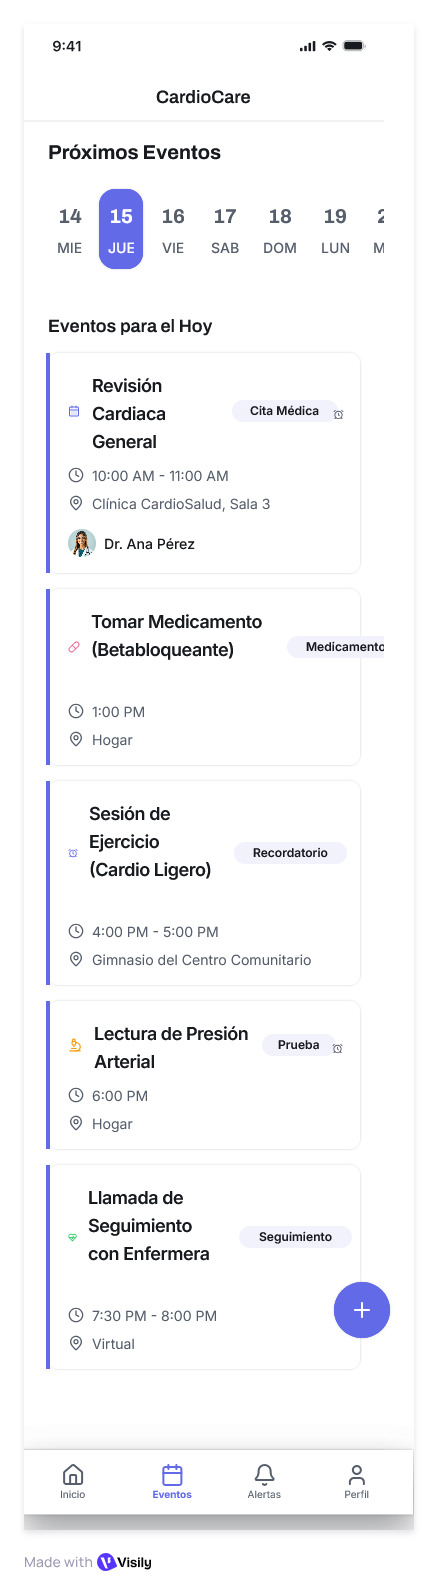 9:41
CardioCare
Próximos Eventos
14 15 16 17 18 19 2
MIE JUE VIE SAB DOM LUN M
Eventos para el Hoy
Revisión
Cardiaca
General
Cita Médica
10:00 AM - 11:00 AM
Clínica CardioSalud, Sala 3
Dr. Ana Pérez
Tomar Medicamento
(Betabloqueante)
Medicamento
1:00 PM
Hogar
Sesión de
Ejercicio
(Cardio Ligero)
Recordatorio
4:00 PM - 5:00 PM
Gimnasio del Centro Comunitario
Lectura de Presión
Arterial
Prueba
6:00 PM
Hogar
Llamada de
Seguimiento
con Enfermera
Seguimiento
7:30 PM - 8:00 PM
Virtual
Inicio Eventos Alertas Perfil
Made with Visily